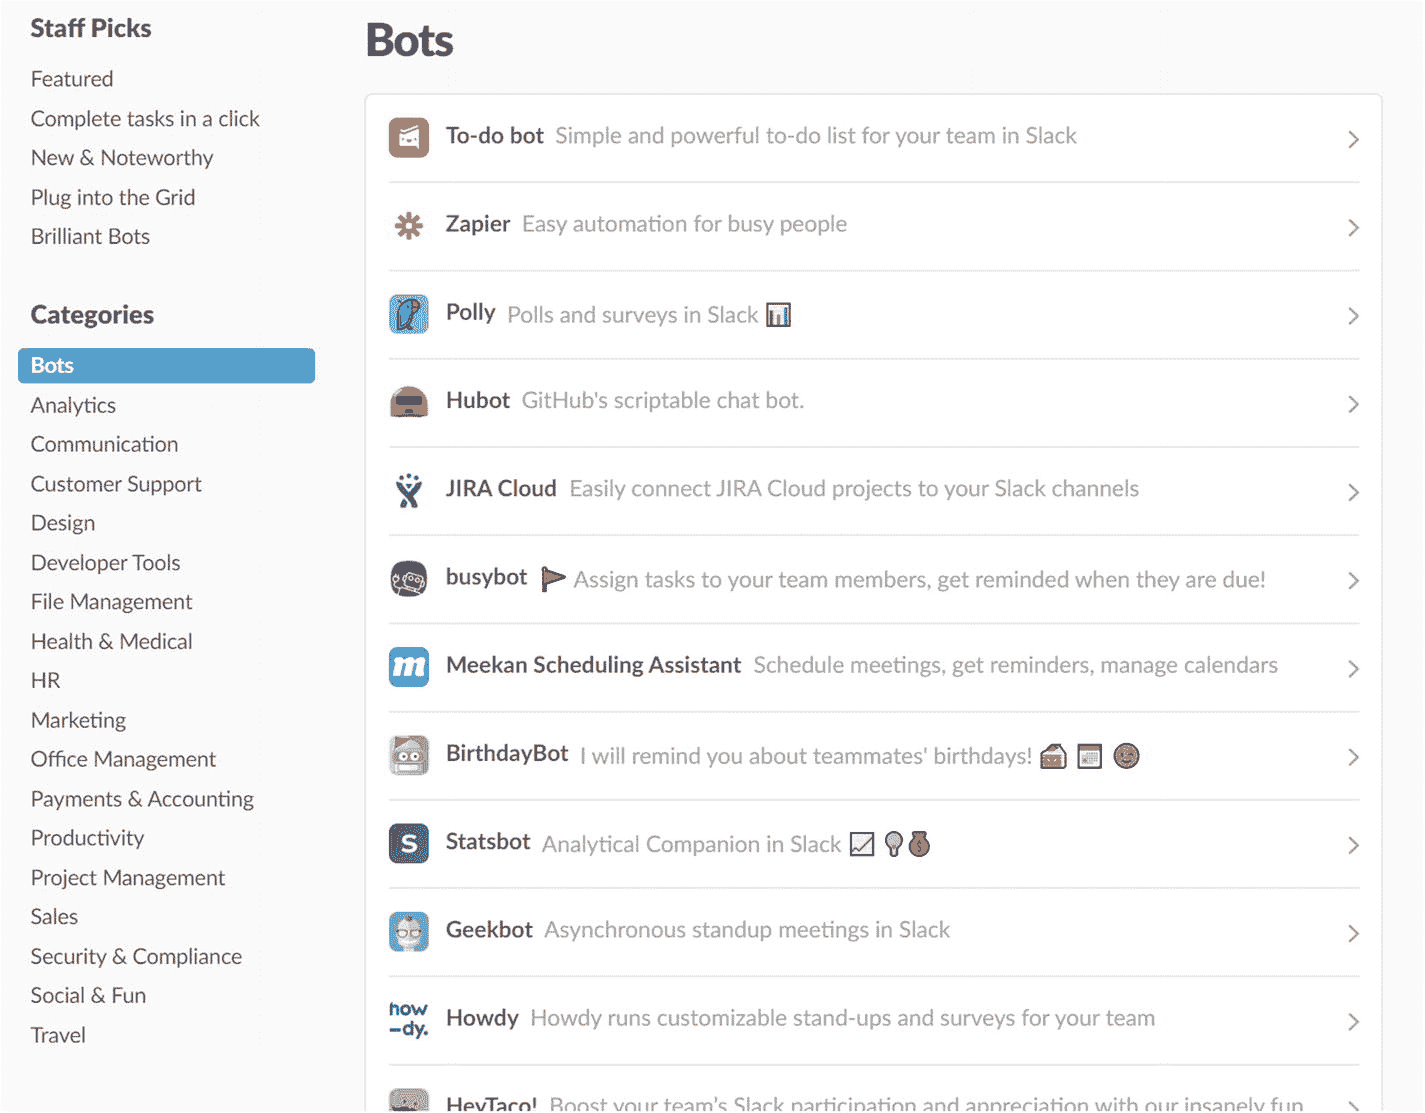 Staff Picks
Featured
Complete tasks in a click
New & Noteworthy
Plug into the Grid
Brilliant Bots
Categories
Bots
Analytics
Communication
Customer Support
Design
Developer Tools
File Management
Health & Medical
HR
Marketing
Office Management
Payments & Accounting
Productivity
Project Management
Sales
Security & Compliance
Social & Fun
Travel
Bots
To-do bot Simple and powerful to-do list for your team in Slack
Zapier Easy automation for busy people
Polly Polls and surveys in Slack
Hubot GitHub's scriptable chat bot.
JIRA Cloud Easily connect JIRA Cloud projects to your Slack channels
busybot Assign tasks to your team members, get reminded when they are due!
m Meekan Scheduling Assistant Schedule meetings, get reminders, manage calendars
BirthdayBot I will remind you about teammates' birthdays!
S Statsbot Analytical Companion in Slack
Geekbot Asynchronous standup meetings in Slack
how
-dy. Howdy Howdy runs customizable stand-ups and surveys for your team
HeyTaco! Boost your team's Slack participation and appreciation with our insanely fun